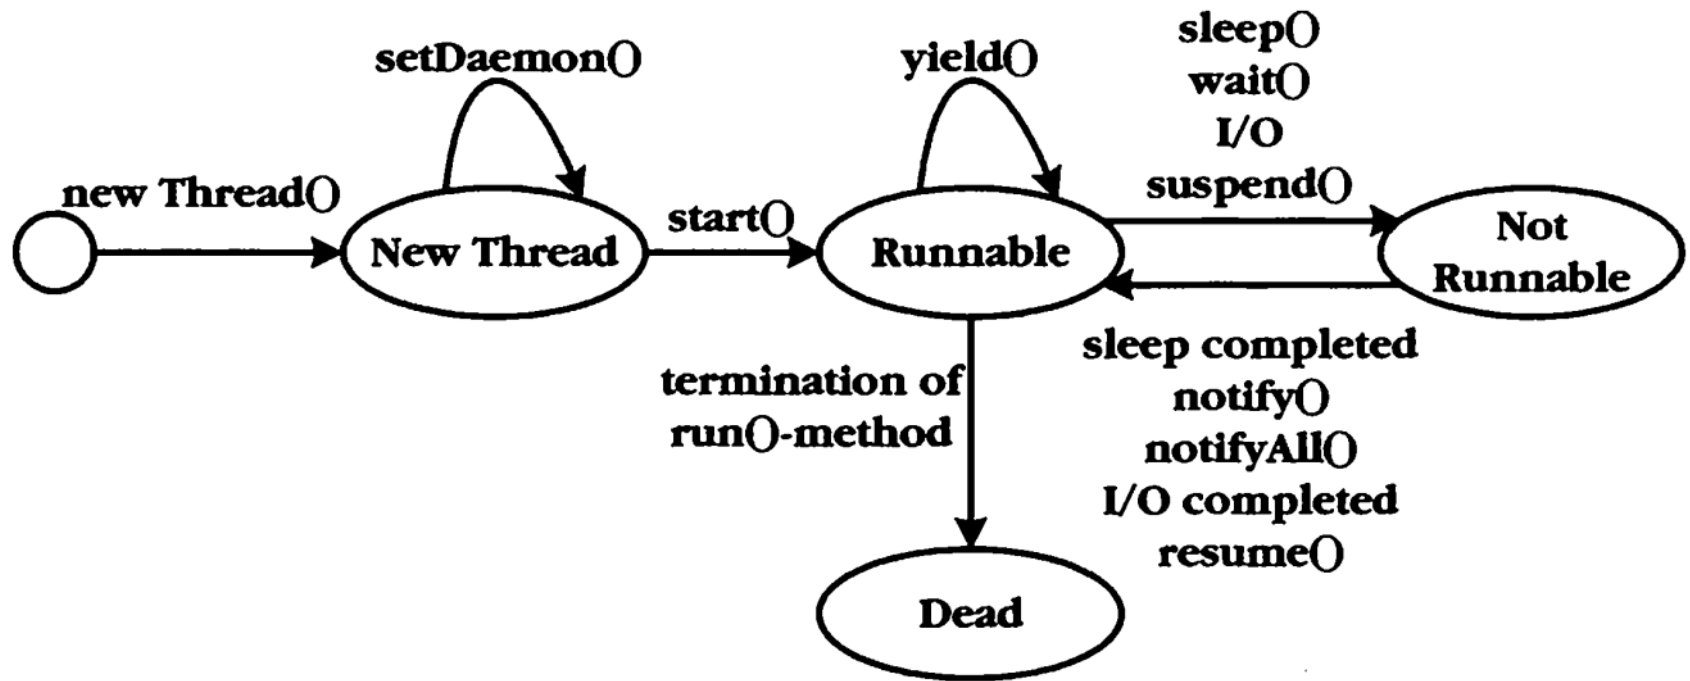 setDaemon()
yield()
sleep()
wait()
I/O
suspend()
new Thread()
New Thread
start()
Runnable
Not
Runnable
sleep completed
notify()
notifyAll()
I/O completed
resume()
termination of
run()-method
Dead